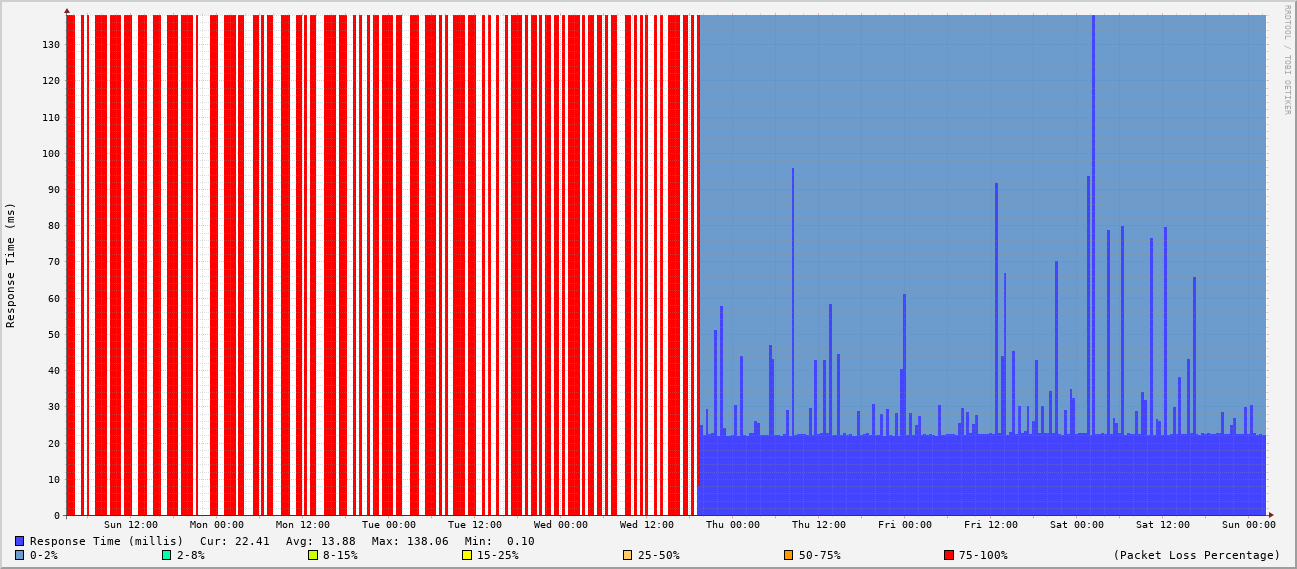 RRDTOOL / TOBI OETIKER
Response Time (ms)
130
120
110
100
90
80
70
60
50
40
30
20
10
0
Sun 12:00 Mon 00:00 Mon 12:00 Tue 00:00 Tue 12:00 Wed 00:00 Wed 12:00 Thu 00:00 Thu 12:00 Fri 00:00 Fri 12:00 Sat 00:00 Sat 12:00 Sun 00:00
Response Time (millis) Cur: 22.41 Avg: 13.88 Max: 138.06 Min: 0.10
0-2% 2-8% 8-15% 15-25% 25-50% 50-75% 75-100% (Packet Loss Percentage)